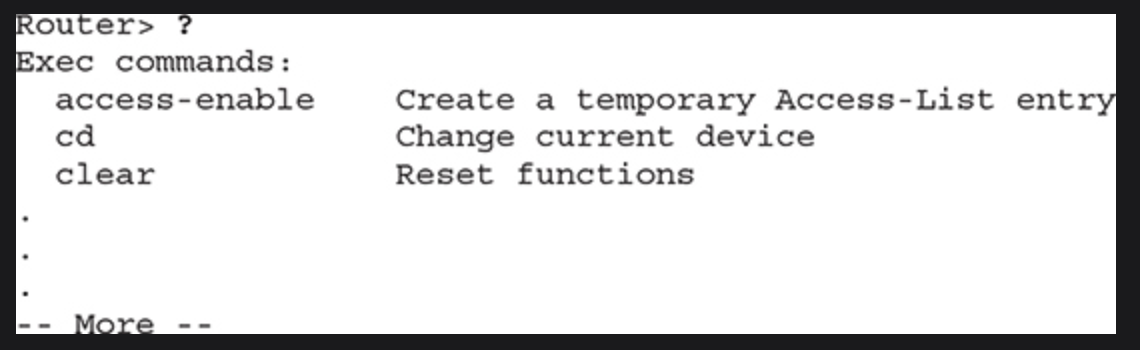 Router> ?
Exec commands:
  access-enable    Create a temporary Access-List entry
  cd               Change current device
  clear            Reset functions
.
.
.
-- More --